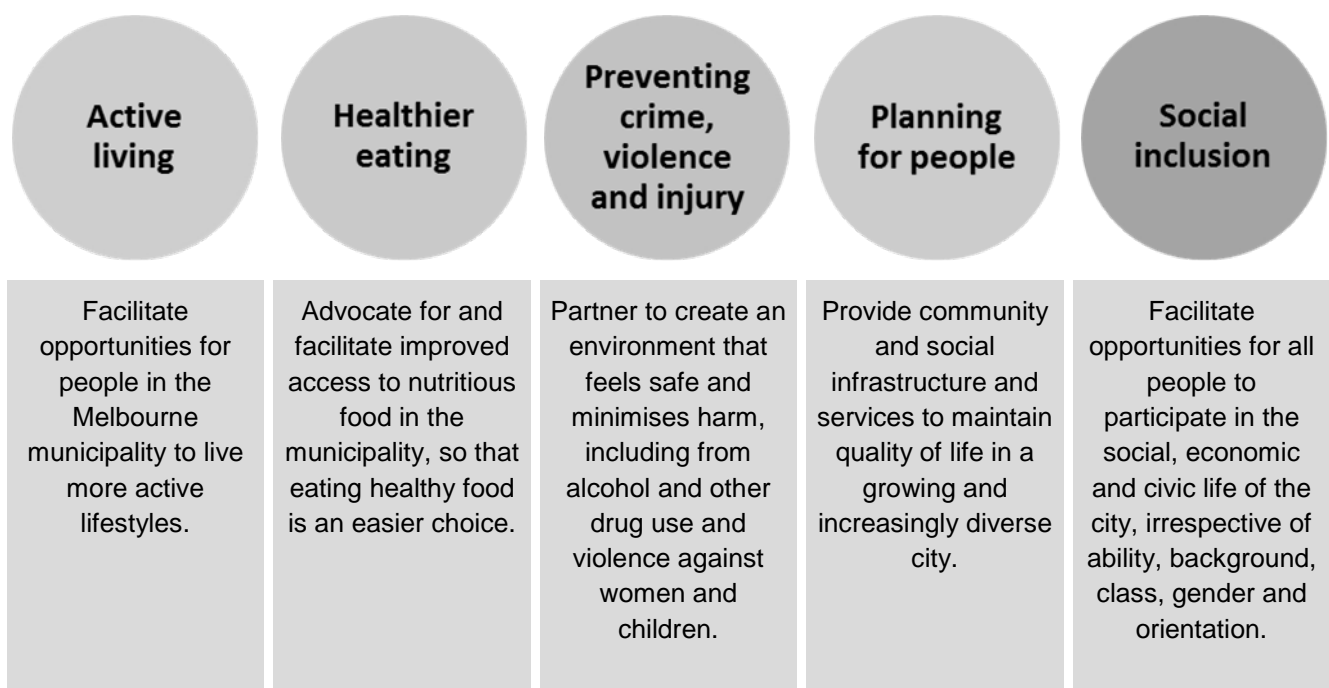 Active
living
Healthier
eating
Preventing
crime,
violence
and injury
Planning
for people
Social
inclusion
Facilitate
opportunities for
people in the
Melbourne
municipality to live
more active
lifestyles.
Advocate for and
facilitate improved
access to nutritious
food in the
municipality, so that
eating healthy food
is an easier choice.
Partner to create an
environment that
feels safe and
minimises harm,
including from
alcohol and other
drug use and
violence against
women and
children.
Provide community
and social
infrastructure and
services to maintain
quality of life in a
growing and
increasingly diverse
city.
Facilitate
opportunities for all
people to
participate in the
social, economic
and civic life of the
city, irrespective of
ability, background,
class, gender and
orientation.